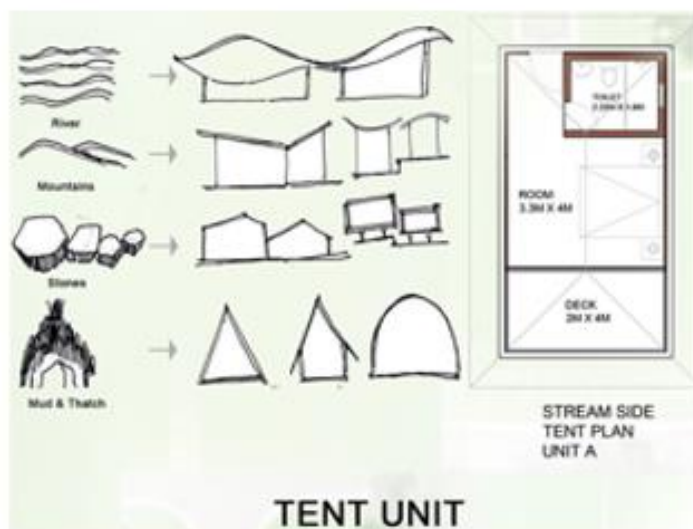 River
Mountains
Stones
Mud & Thatch
TOILET
ROOM
3.3M X 4M
DECK
2M X 4M
STREAM SIDE
TENT PLAN
UNIT A
TENT UNIT